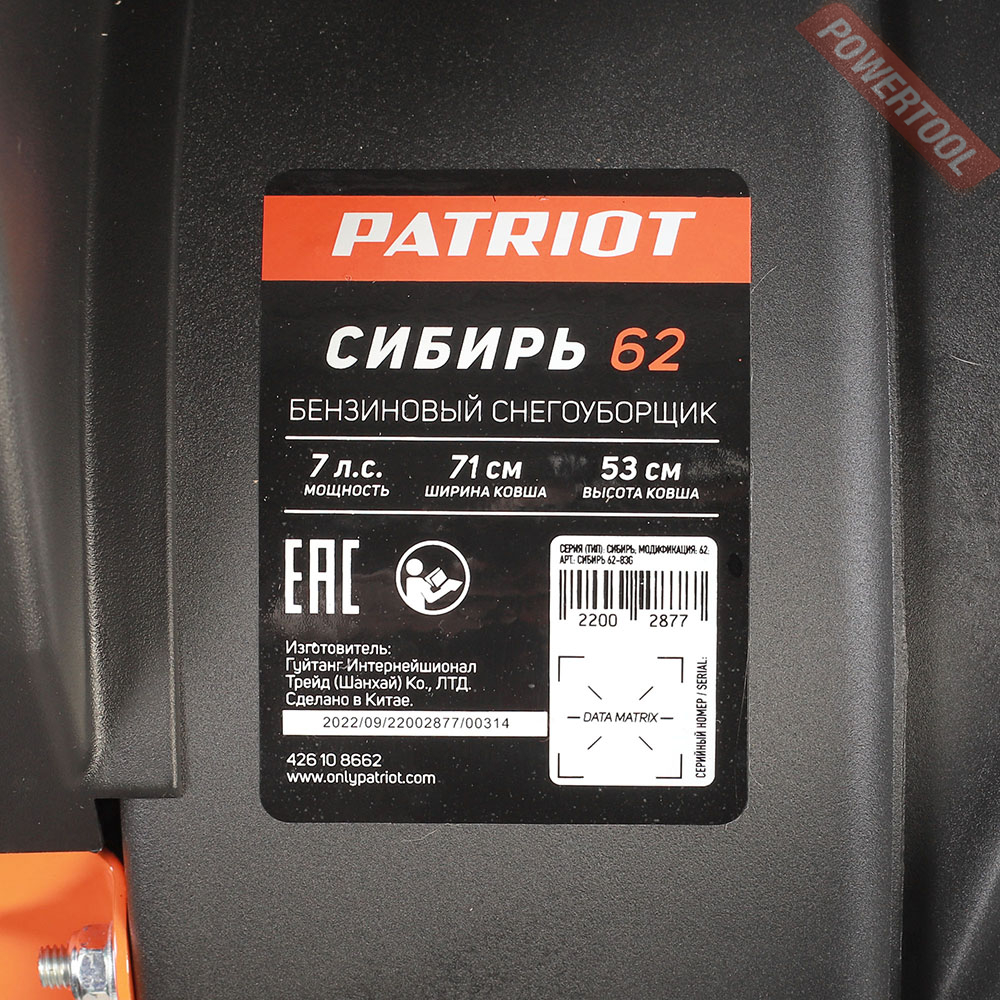 POWERTOOL
PATRIOT
СИБИРЬ 62
БЕНЗИНОВЫЙ СНЕГОУБОРЩИК
7 л.с. 71 см 53 см
МОЩНОСТЬ ШИРИНА КОВША ВЫСОТА КОВША
EAC
СЕРИЯ (ТИП): СИБИРЬ, МОДИФИКАЦИЯ: 62,
АРТ.: СИБИРЬ 62-83G
2200 2877
DATA MATRIX
СЕРИЙНЫЙ НОМЕР / SERIAL:
Изготовитель:
Гуйтанг Интернейшионал
Трейд (Шанхай) Ко., ЛТД.
Сделано в Китае.
2022/09/22002877/00314
426 10 8662
www.onlypatriot.com